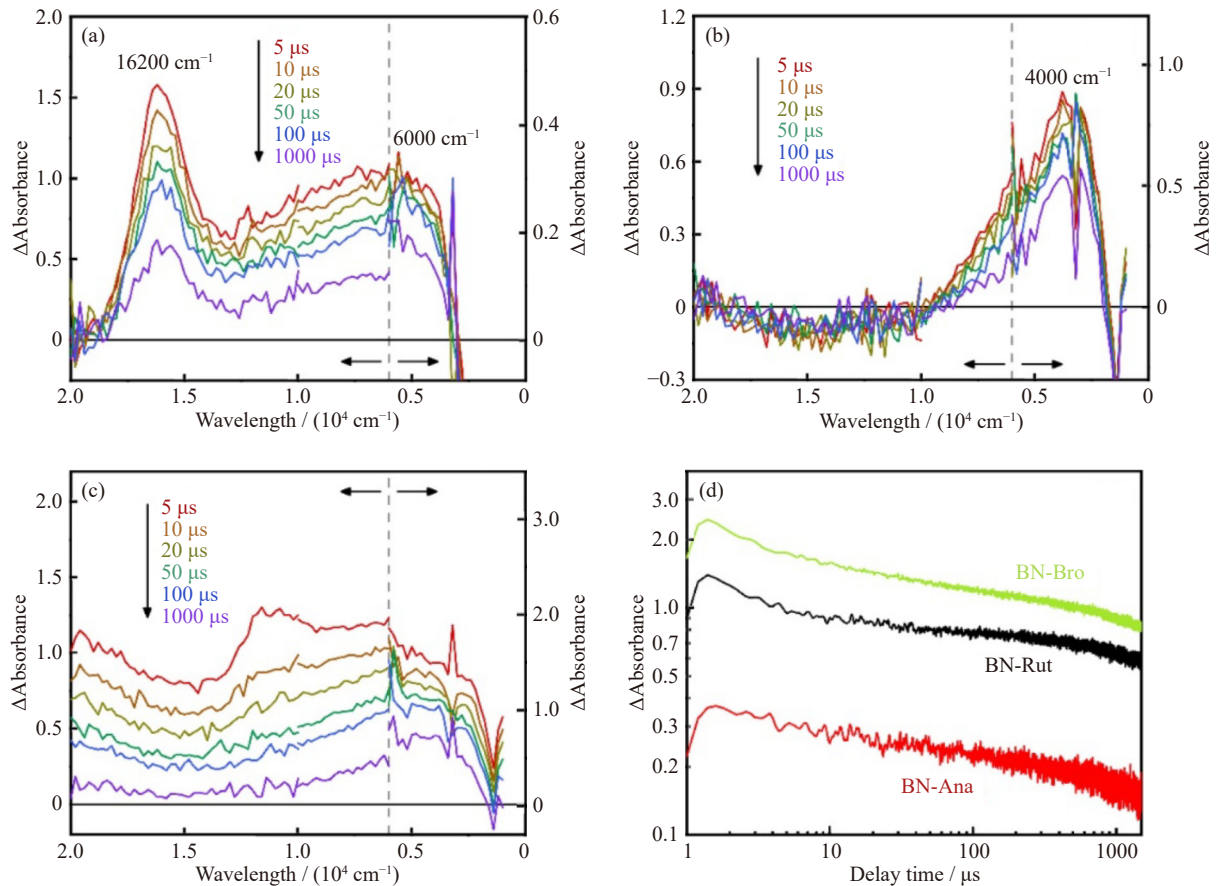 2.0
1.5
1.0
0.5
0
0.6
0.4
0.2
0
ΔAbsorbance
ΔAbsorbance
(a)
16200 cm⁻¹
5 μs
10 μs
20 μs
50 μs
100 μs
1000 μs
6000 cm⁻¹
2.0 1.5 1.0 0.5 0
Wavelength / (10⁴ cm⁻¹)
1.2
0.9
0.6
0.3
0
−0.3
1.0
0.5
0
ΔAbsorbance
ΔAbsorbance
(b)
5 μs
10 μs
20 μs
50 μs
100 μs
1000 μs
4000 cm⁻¹
2.0 1.5 1.0 0.5 0
Wavelength / (10⁴ cm⁻¹)
2.0
1.5
1.0
0.5
0
3.0
2.0
1.0
0
ΔAbsorbance
ΔAbsorbance
(c)
5 μs
10 μs
20 μs
50 μs
100 μs
1000 μs
2.0 1.5 1.0 0.5 0
Wavelength / (10⁴ cm⁻¹)
3.0
2.0
1.0
0.7
0.3
0.2
0.1
ΔAbsorbance
(d)
BN-Bro
BN-Rut
BN-Ana
1 10 100 1000
Delay time / μs